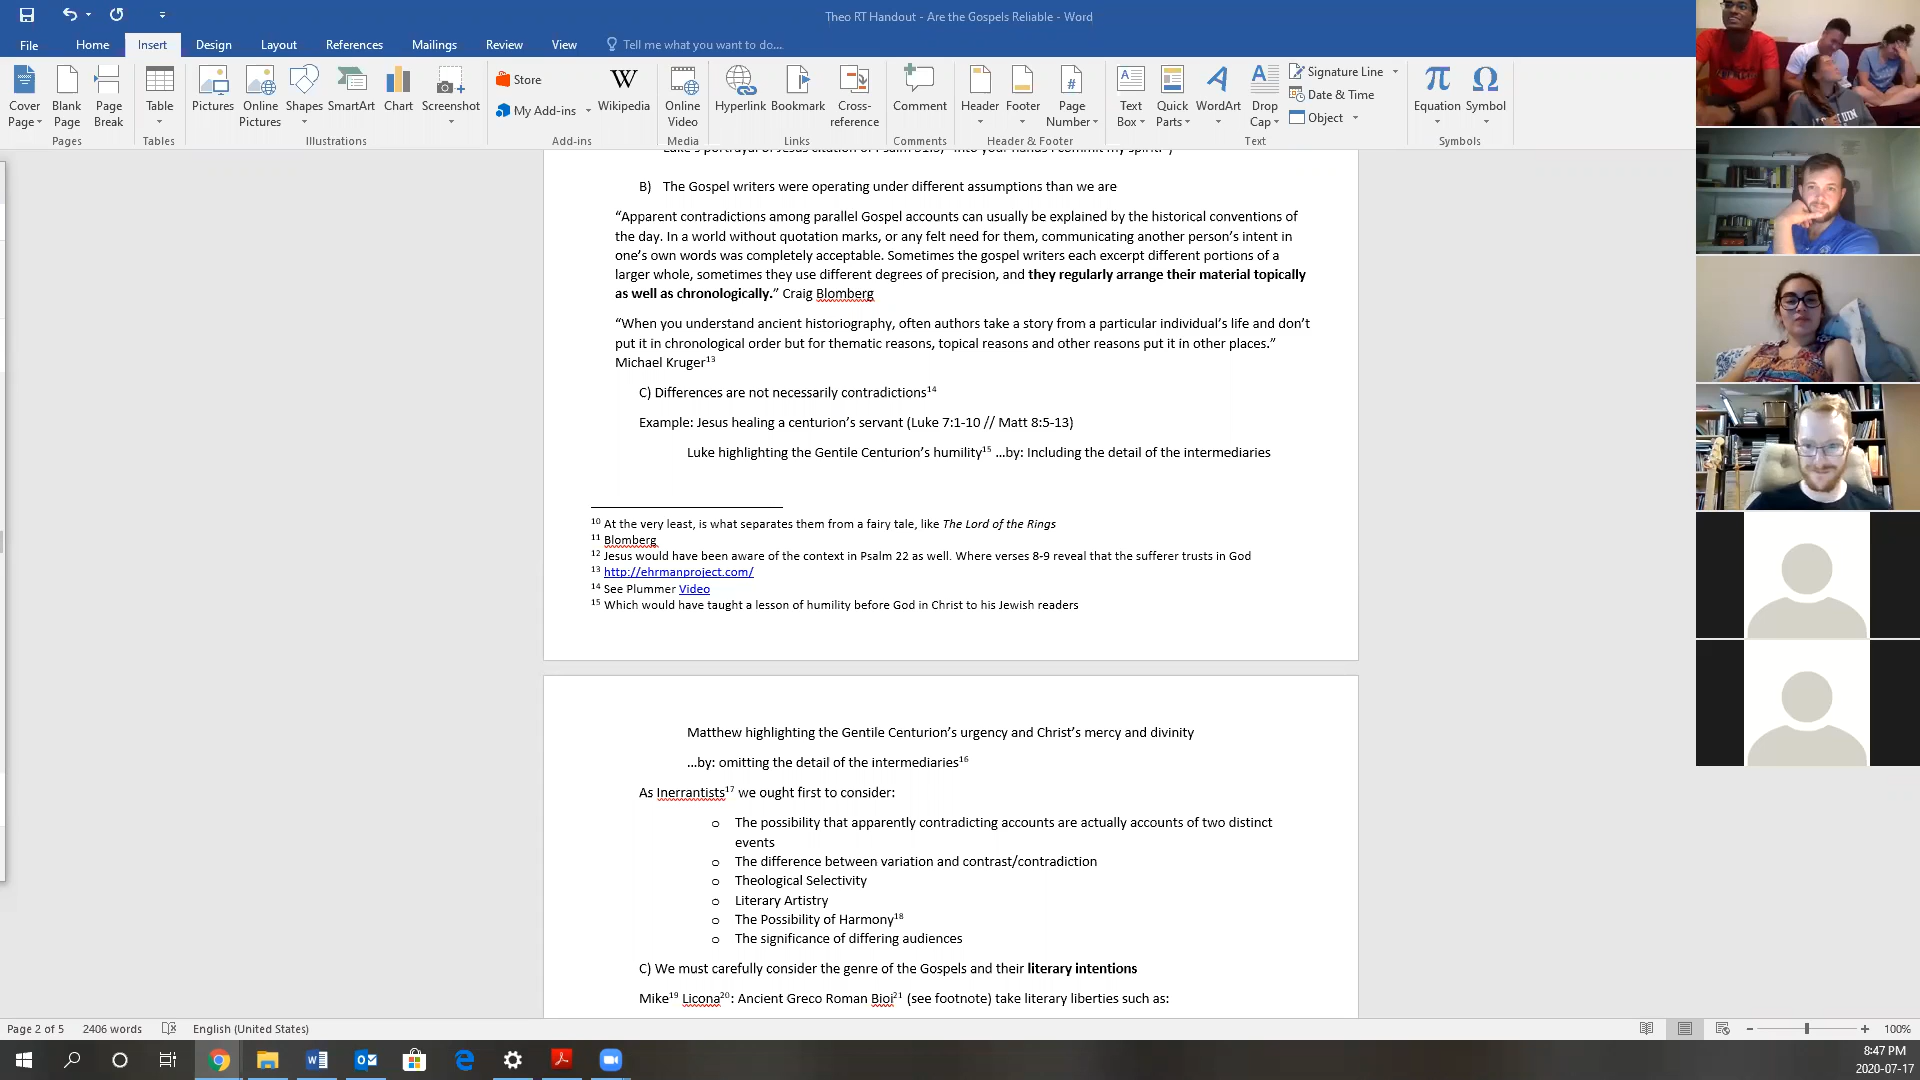 Theo RT Handout - Are the Gospels Reliable - Word
File Home Insert Design Layout References Mailings Review View Tell me what you want to do...
Cover Page
Blank Page
Page Break
Pages
Table
Tables
Pictures
Online Pictures
Shapes
SmartArt
Chart
Screenshot
Illustrations
Store
My Add-ins
Wikipedia
Add-ins
Online Video
Media
Hyperlink
Bookmark
Cross-reference
Links
Comment
Comments
Header
Footer
Page Number
Header & Footer
Text Box
Quick Parts
WordArt
Drop Cap
Signature Line
Date & Time
Object
Text
Equation
Symbol
Symbols
B) The Gospel writers were operating under different assumptions than we are
“Apparent contradictions among parallel Gospel accounts can usually be explained by the historical conventions of
the day. In a world without quotation marks, or any felt need for them, communicating another person’s intent in
one’s own words was completely acceptable. Sometimes the gospel writers each excerpt different portions of a
larger whole, sometimes they use different degrees of precision, and they regularly arrange their material topically
as well as chronologically.” Craig Blomberg
“When you understand ancient historiography, often authors take a story from a particular individual’s life and don’t
put it in chronological order but for thematic reasons, topical reasons and other reasons put it in other places.”
Michael Kruger13
C) Differences are not necessarily contradictions14
Example: Jesus healing a centurion’s servant (Luke 7:1-10 // Matt 8:5-13)
Luke highlighting the Gentile Centurion’s humility15 …by: Including the detail of the intermediaries
10 At the very least, is what separates them from a fairy tale, like The Lord of the Rings
11 Blomberg
12 Jesus would have been aware of the context in Psalm 22 as well. Where verses 8-9 reveal that the sufferer trusts in God
13 http://ehrmanproject.com/
14 See Plummer Video
15 Which would have taught a lesson of humility before God in Christ to his Jewish readers
Matthew highlighting the Gentile Centurion’s urgency and Christ’s mercy and divinity
…by: omitting the detail of the intermediaries16
As Inerrantists17 we ought first to consider:
o The possibility that apparently contradicting accounts are actually accounts of two distinct
events
o The difference between variation and contrast/contradiction
o Theological Selectivity
o Literary Artistry
o The Possibility of Harmony18
o The significance of differing audiences
C) We must carefully consider the genre of the Gospels and their literary intentions
Mike19 Licona20: Ancient Greco Roman Bioi21 (see footnote) take literary liberties such as:
Page 2 of 5 2406 words English (United States) 100%
8:47 PM
2020-07-17